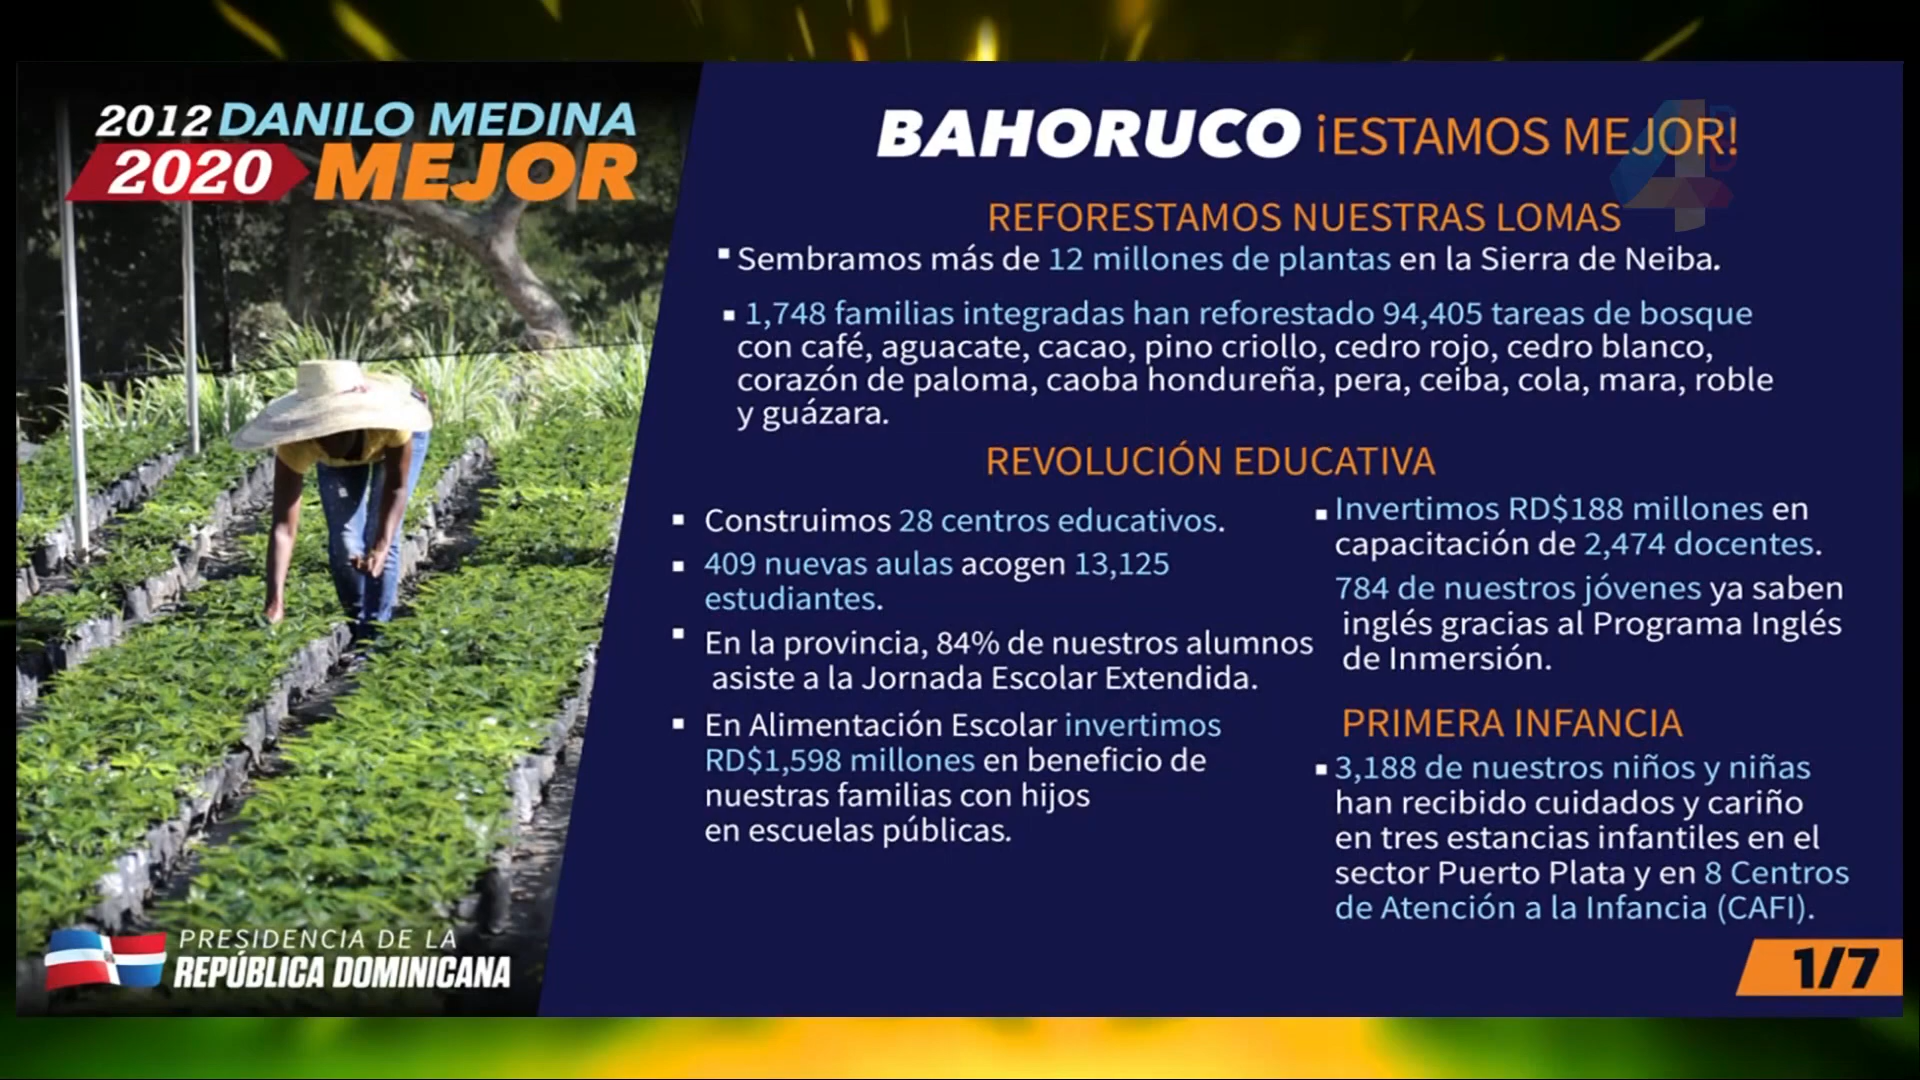 2012 DANILO MEDINA
2020 MEJOR
BAHORUCO ¡ESTAMOS MEJOR!
4D
REFORESTAMOS NUESTRAS LOMAS
▪ Sembramos más de 12 millones de plantas en la Sierra de Neiba.
▪ 1,748 familias integradas han reforestado 94,405 tareas de bosque
con café, aguacate, cacao, pino criollo, cedro rojo, cedro blanco,
corazón de paloma, caoba hondureña, pera, ceiba, cola, mara, roble
y guázara.
REVOLUCIÓN EDUCATIVA
▪ Construimos 28 centros educativos.
▪ 409 nuevas aulas acogen 13,125
estudiantes.
▪ En la provincia, 84% de nuestros alumnos
asiste a la Jornada Escolar Extendida.
▪ En Alimentación Escolar invertimos
RD$1,598 millones en beneficio de
nuestras familias con hijos
en escuelas públicas.
▪ Invertimos RD$188 millones en
capacitación de 2,474 docentes.
784 de nuestros jóvenes ya saben
inglés gracias al Programa Inglés
de Inmersión.
PRIMERA INFANCIA
▪ 3,188 de nuestros niños y niñas
han recibido cuidados y cariño
en tres estancias infantiles en el
sector Puerto Plata y en 8 Centros
de Atención a la Infancia (CAFI).
PRESIDENCIA DE LA
REPÚBLICA DOMINICANA
1/7